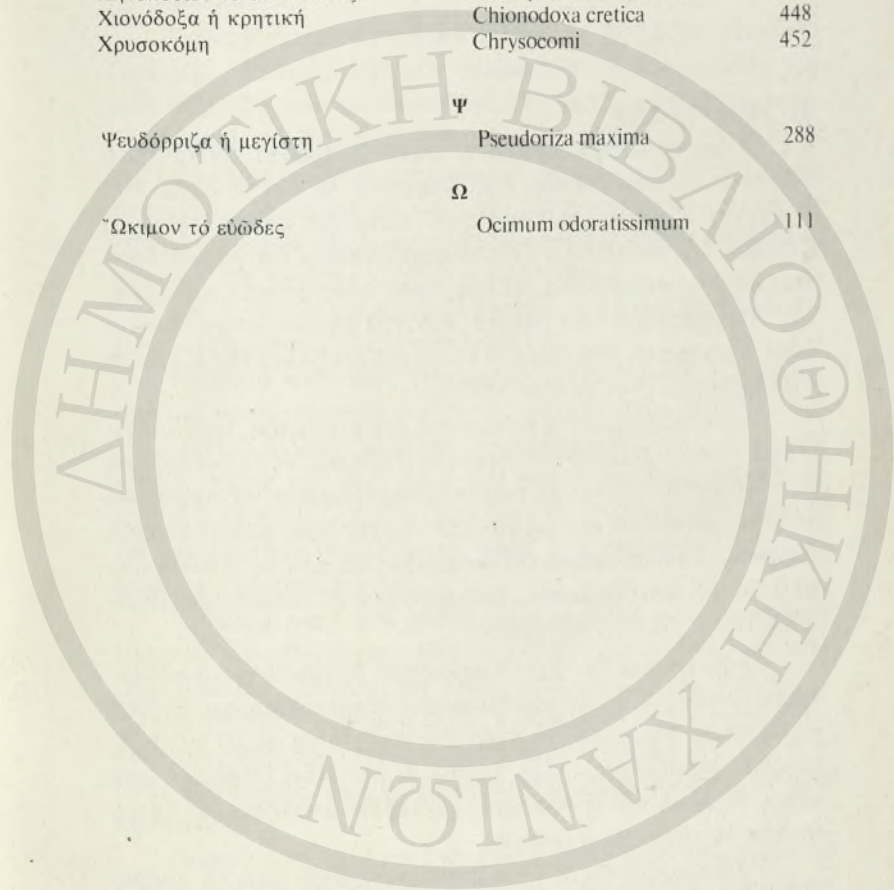 Χιονόδοξα ἡ κρητική Chionodoxa cretica 448
Χρυσοκόμη Chrysocomi 452
Ψ
Ψευδόρριζα ἡ μεγίστη Pseudoriza maxima 288
Ω
Ὤκιμον τό εὐῶδες Ocimum odoratissimum 111
ΔΗΜΟΤΙΚΗ ΒΙΒΛΙΟΘΗΚΗ ΧΑΝΙΩΝ